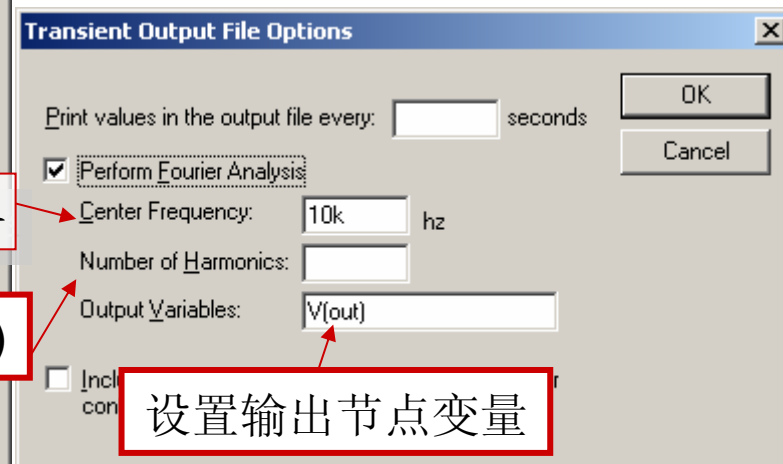 Transient Output File Options
OK
Print values in the output file every: seconds
Cancel
Perform Fourier Analysis
Center Frequency: 10k hz
Number of Harmonics:
)
Output Variables: V(out)
设置输出节点变量